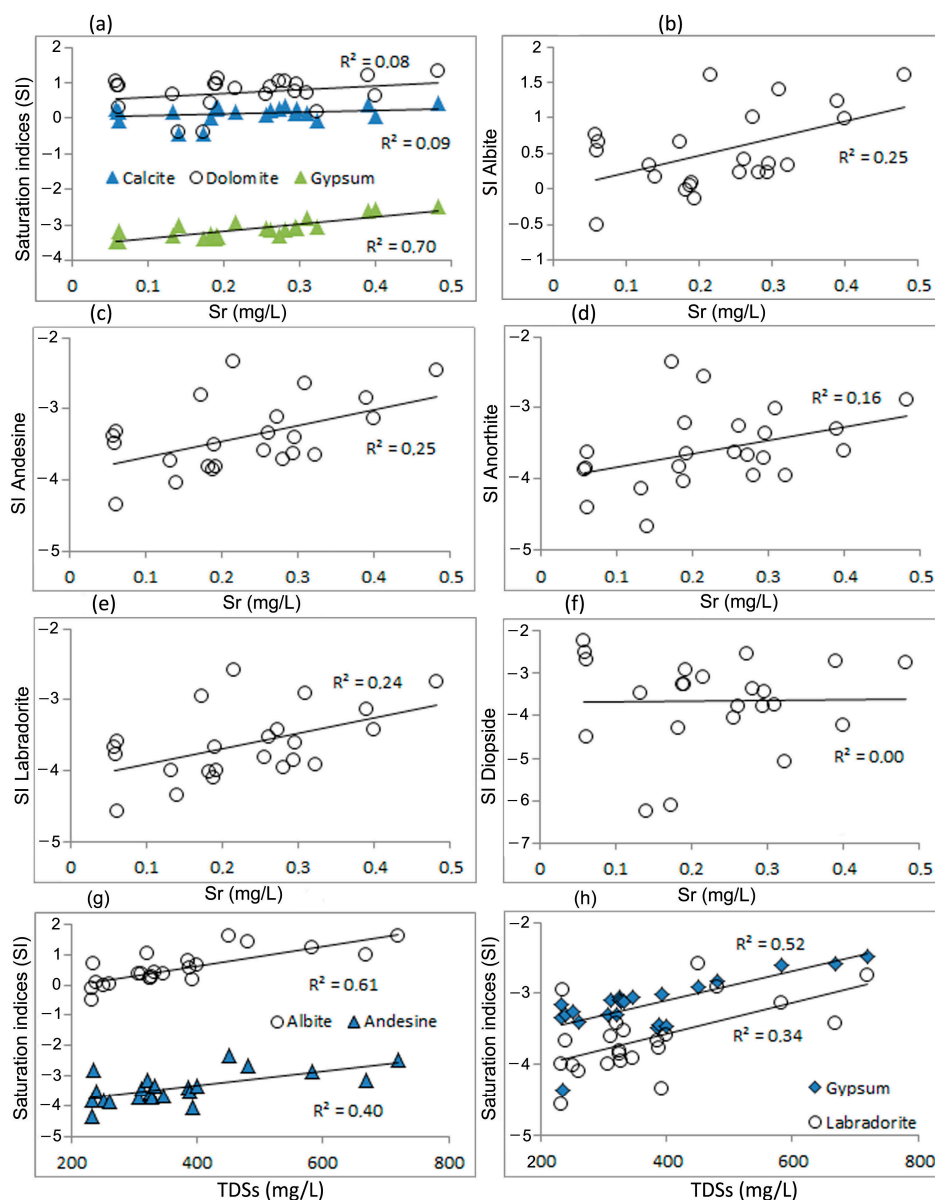 (a)
Saturation indices (SI)
2
1
0
−1
−2
−3
−4
R² = 0.08
R² = 0.09
Calcite Dolomite Gypsum
R² = 0.70
0 0.1 0.2 0.3 0.4 0.5
Sr (mg/L)
(b)
SI Albite
2
1.5
1
0.5
0
−0.5
−1
R² = 0.25
0 0.1 0.2 0.3 0.4 0.5
Sr (mg/L)
(c)
SI Andesine
−2
−3
−4
−5
R² = 0.25
0 0.1 0.2 0.3 0.4 0.5
Sr (mg/L)
(d)
SI Anorthite
−2
−3
−4
−5
R² = 0.16
0 0.1 0.2 0.3 0.4 0.5
Sr (mg/L)
(e)
SI Labradorite
−2
−3
−4
−5
R² = 0.24
0 0.1 0.2 0.3 0.4 0.5
Sr (mg/L)
(f)
SI Diopside
−2
−3
−4
−5
−6
−7
R² = 0.00
0 0.1 0.2 0.3 0.4 0.5
Sr (mg/L)
(g)
Saturation indices (SI)
2
1
0
−1
−2
−3
−4
−5
R² = 0.61
Albite Andesine
R² = 0.40
200 400 600 800
TDSs (mg/L)
(h)
Saturation indices (SI)
−2
−3
−4
−5
R² = 0.52
R² = 0.34
Gypsum
Labradorite
200 400 600 800
TDSs (mg/L)